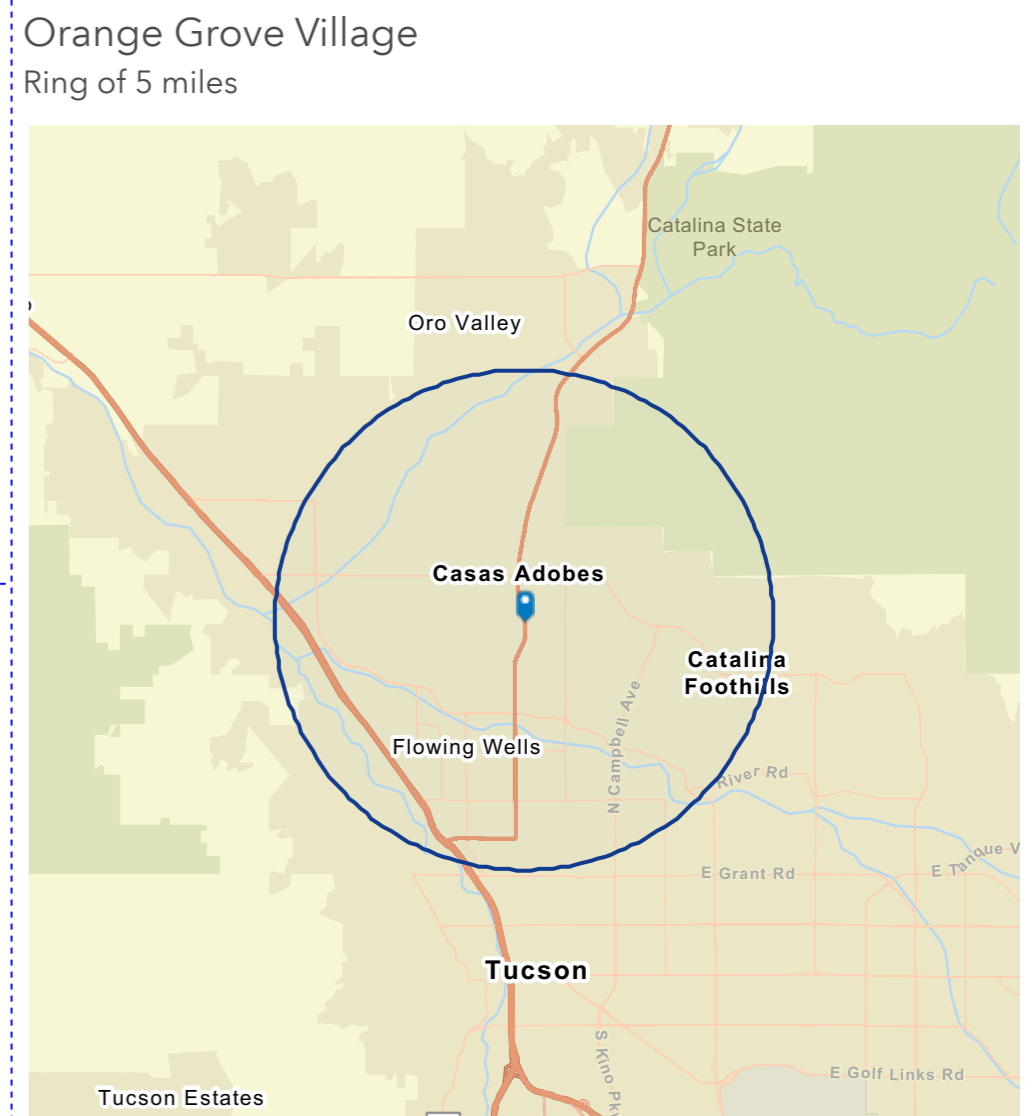 Orange Grove Village
Ring of 5 miles
Catalina State
Park
Oro Valley
Casas Adobes
Catalina
Foothills
N Campbell Ave
Flowing Wells
River Rd
E Grant Rd
E Tanque V
Tucson
S Kino Pk
E Golf Links Rd
Tucson Estates